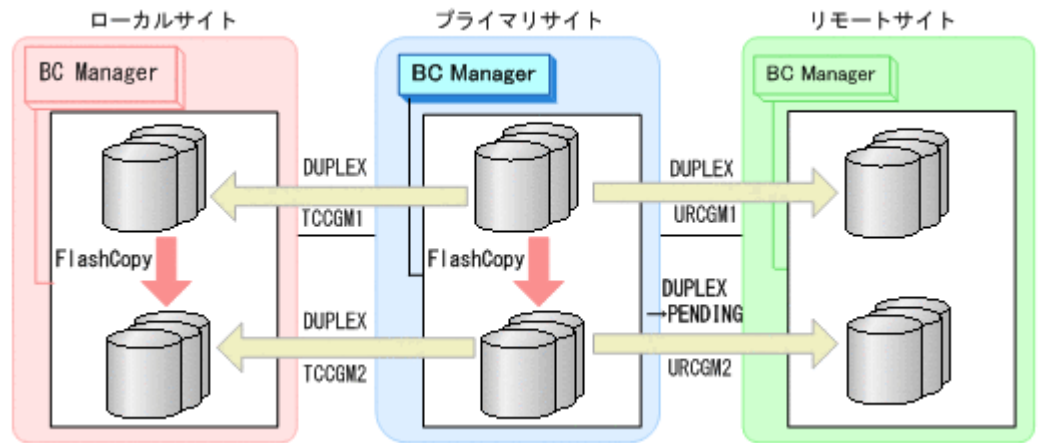 ローカルサイト
プライマリサイト
リモートサイト
BC Manager
BC Manager
BC Manager
DUPLEX
DUPLEX
TCCGM1
URCGM1
FlashCopy
FlashCopy
DUPLEX
→PENDING
DUPLEX
TCCGM2
URCGM2